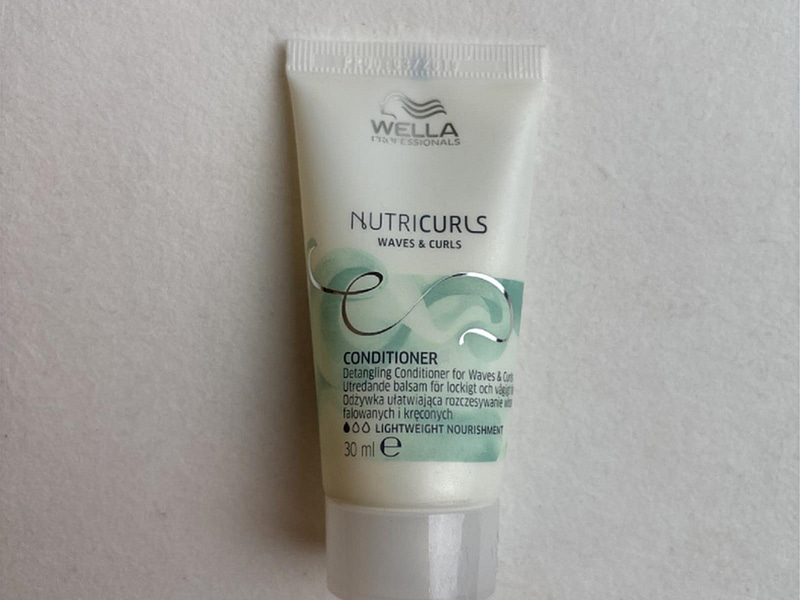 WELLA
PROFESSIONALS
NUTRICURLS
WAVES & CURLS
CONDITIONER
Detangling Conditioner for Waves & Curls
Utredande balsam för lockigt och vågigt
Odżywka ułatwiająca rozczesywanie
falowanych i kręconych
LIGHTWEIGHT NOURISHMENT
30 ml e